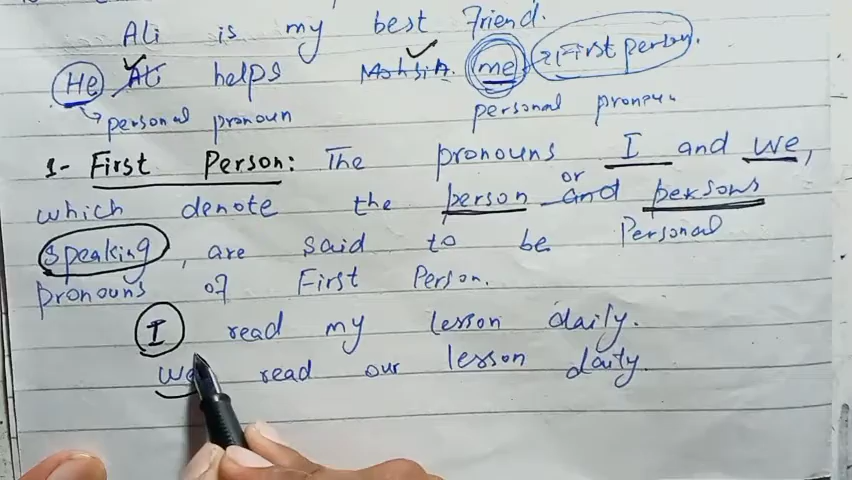 Ali is my best Friend.
He Ali helps Mohsin. me. First person.
personal pronoun personal pronou
1- First Person: The pronouns I and we,
which denote the person and or persons
speaking, are said to be Personal
pronouns of First Person.
I read my lesson daily.
We read our lesson daily.